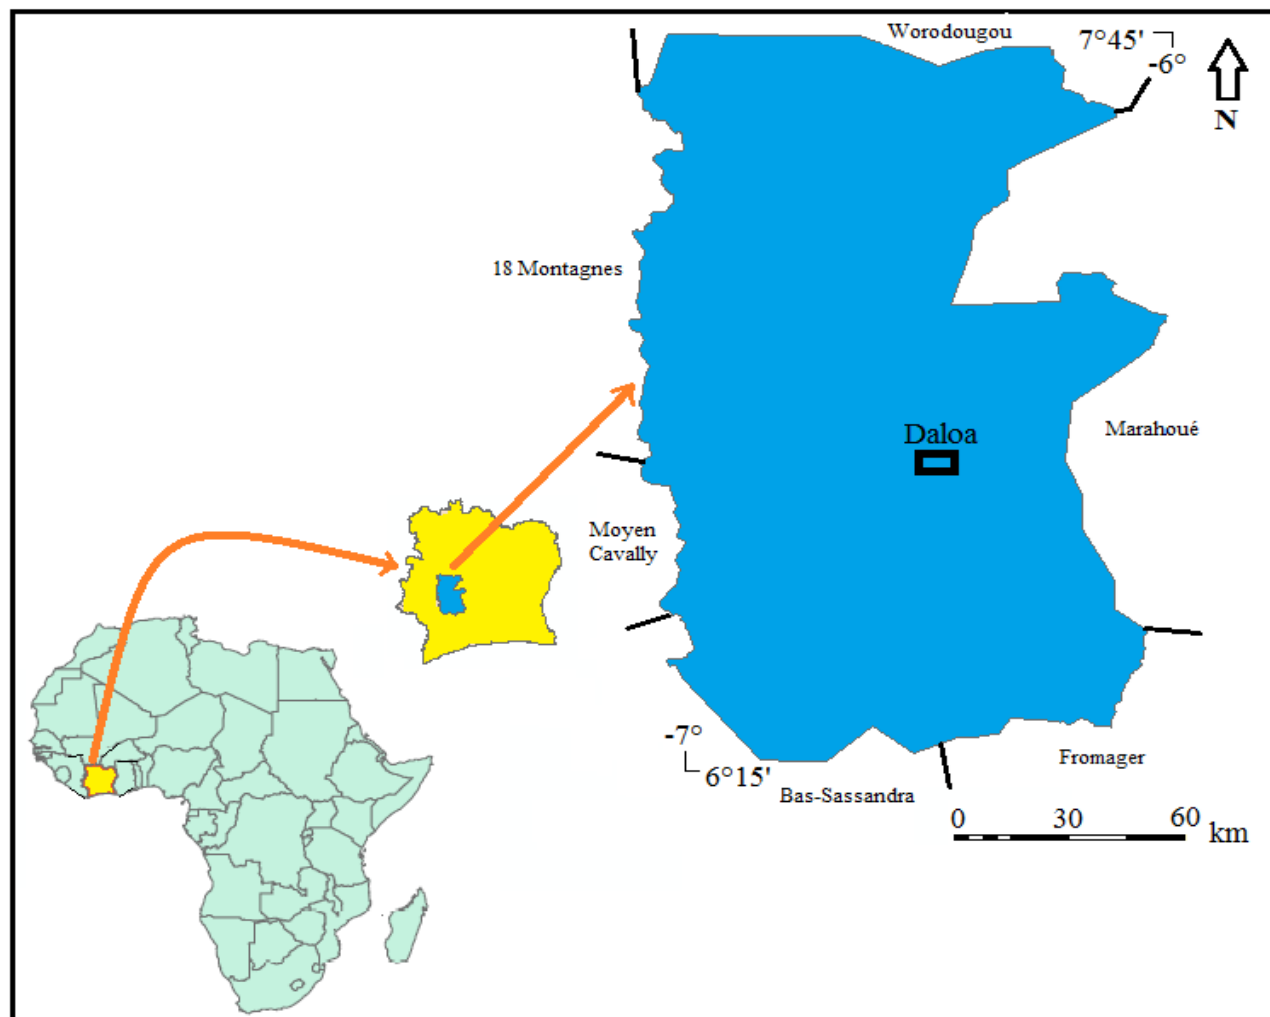 Worodougou
7°45'
-6°
N
18 Montagnes
Daloa
Marahoué
Moyen
Cavally
-7°
6°15'
Fromager
Bas-Sassandra
0 30 60
km